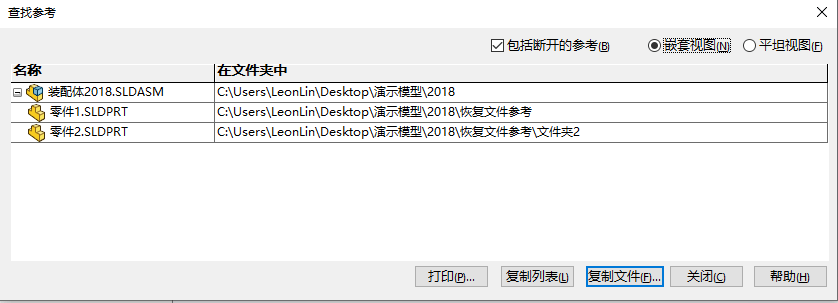 查找参考
包括断开的参考(B) 嵌套视图(N) 平坦视图(F)
名称 在文件夹中
装配体2018.SLDASM C:\Users\LeonLin\Desktop\演示模型\2018
零件1.SLDPRT C:\Users\LeonLin\Desktop\演示模型\2018\恢复文件参考
零件2.SLDPRT C:\Users\LeonLin\Desktop\演示模型\2018\恢复文件参考\文件夹2
打印(P)... 复制列表(L) 复制文件(F)... 关闭(C) 帮助(H)